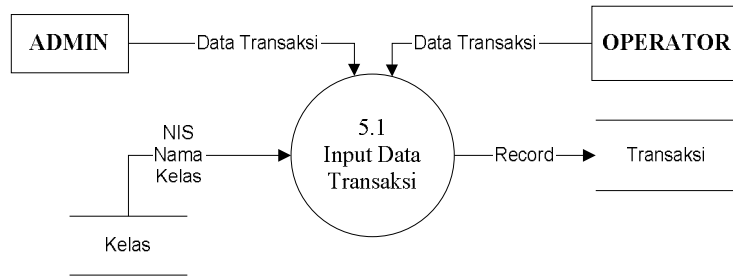 ADMIN
Data Transaksi
Data Transaksi
OPERATOR
5.1
Input Data
Transaksi
NIS
Nama
Kelas
Record
Transaksi
Kelas